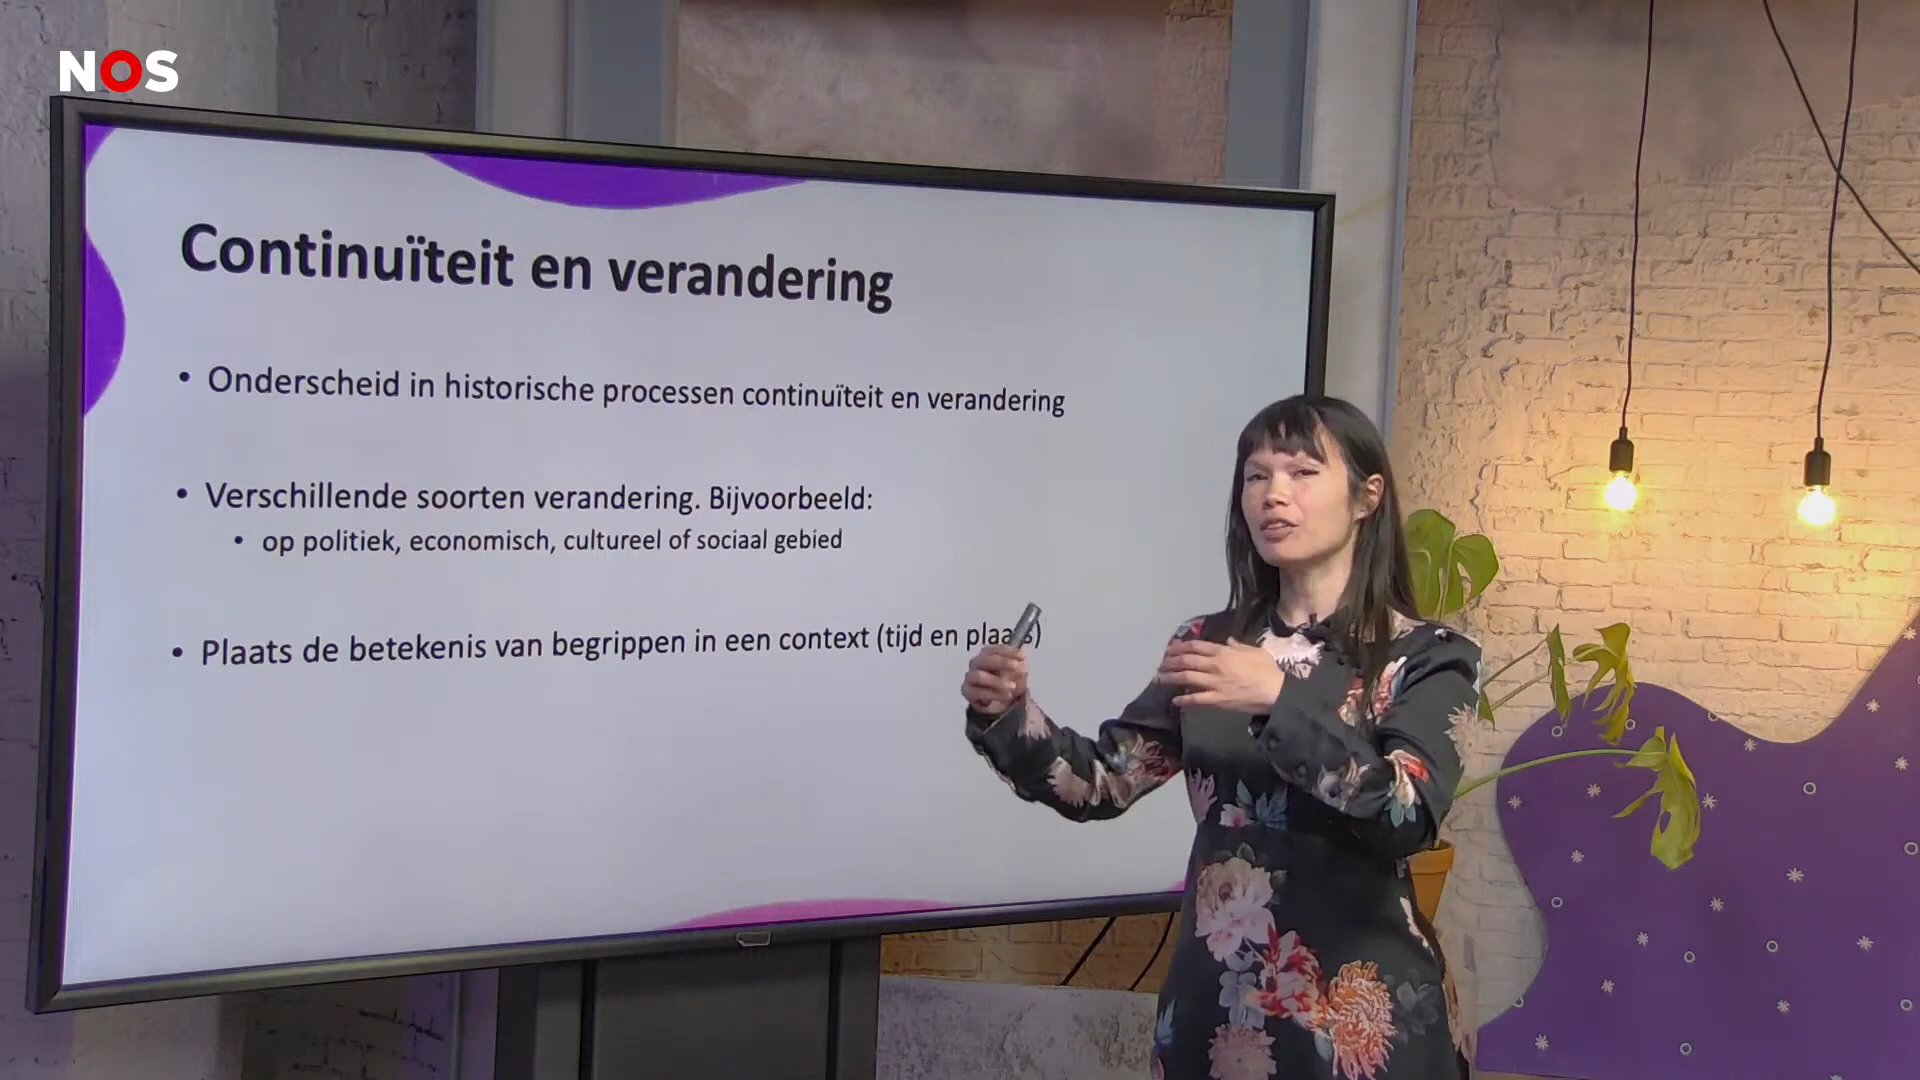 NOS
Continuïteit en verandering
• Onderscheid in historische processen continuïteit en verandering
• Verschillende soorten verandering. Bijvoorbeeld:
• op politiek, economisch, cultureel of sociaal gebied
• Plaats de betekenis van begrippen in een context (tijd en plaats)